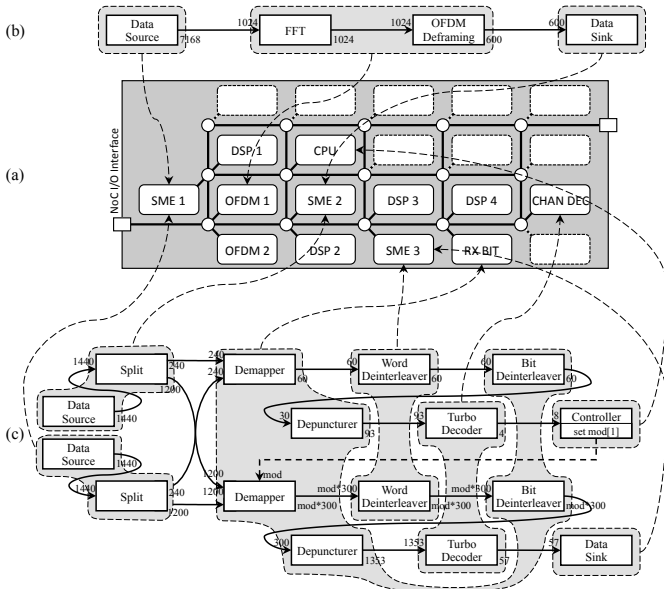 (b)
Data
Source
7168
1024
FFT
1024
1024
OFDM
Deframing
600
600
Data
Sink
(a)
NoC I/O Interface
DSP 1
CPU
SME 1
OFDM 1
SME 2
DSP 3
DSP 4
CHAN DEC
OFDM 2
DSP 2
SME 3
RX BIT
(c)
1440
Split
240
1200
Data
Source
1440
240
240
Demapper
60
60
Word
Deinterleaver
60
60
Bit
Deinterleaver
60
30
Depuncturer
93
93
Turbo
Decoder
4
8
Controller
set mod[1]
Data
Source
1440
1440
Split
240
1200
mod
1200
1200
Demapper
mod*300
mod*300
Word
Deinterleaver
mod*300
mod*300
Bit
Deinterleaver
mod*300
300
Depuncturer
1353
1353
Turbo
Decoder
57
57
Data
Sink